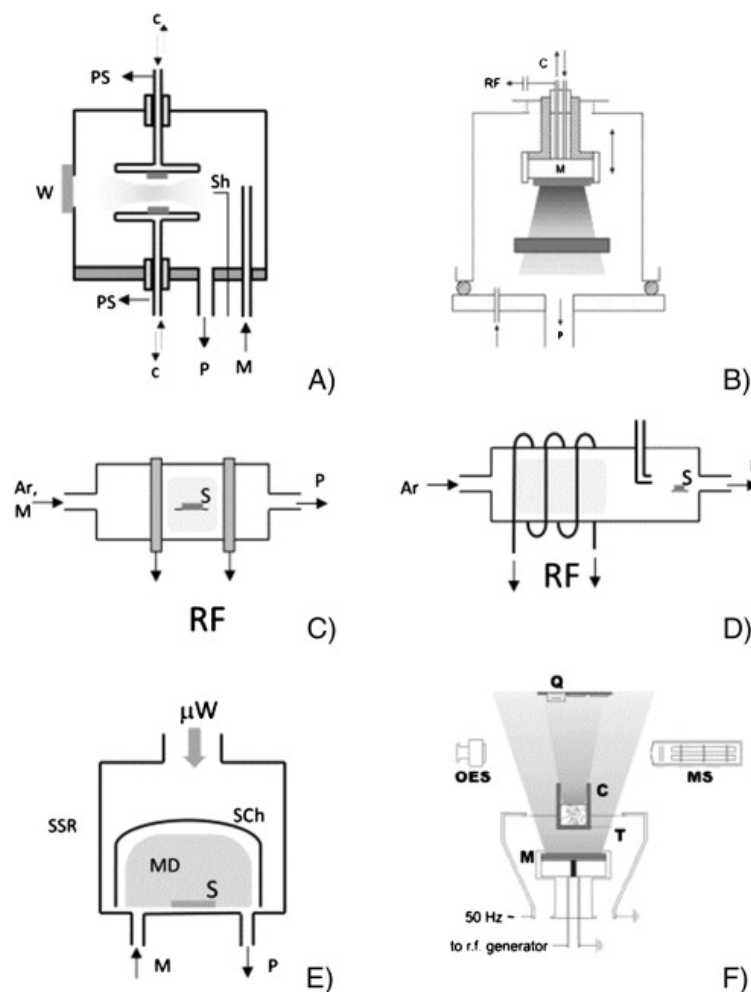 c
PS
W
Sh
PS
c
P
M
A)
C
RF
M
P
B)
Ar,
M
S
P
RF
C)
Ar
S
RF
D)
µW
SSR
SCh
MD
S
M
P
E)
Q
OES
MS
C
T
M
50 Hz ~
to r.f. generator
F)